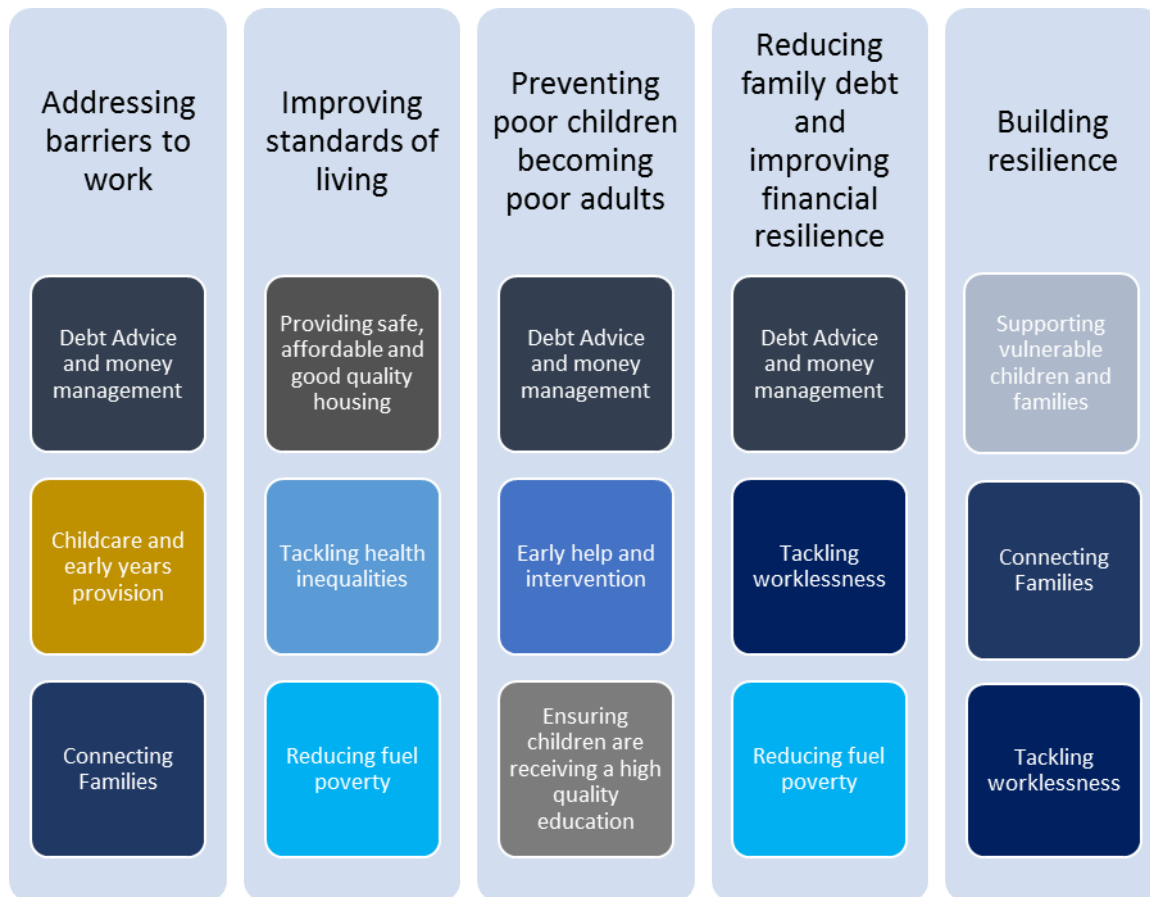 Addressing
barriers to
work
Debt Advice
and money
management
Childcare and
early years
provision
Connecting
Families
Improving
standards of
living
Providing safe,
affordable and
good quality
housing
Tackling health
inequalities
Reducing fuel
poverty
Preventing
poor children
becoming
poor adults
Debt Advice
and money
management
Early help and
intervention
Ensuring
children are
receiving a high
quality
education
Reducing
family debt
and
improving
financial
resilience
Debt Advice
and money
management
Tackling
worklessness
Reducing fuel
poverty
Building
resilience
Supporting
vulnerable
children and
families
Connecting
Families
Tackling
worklessness